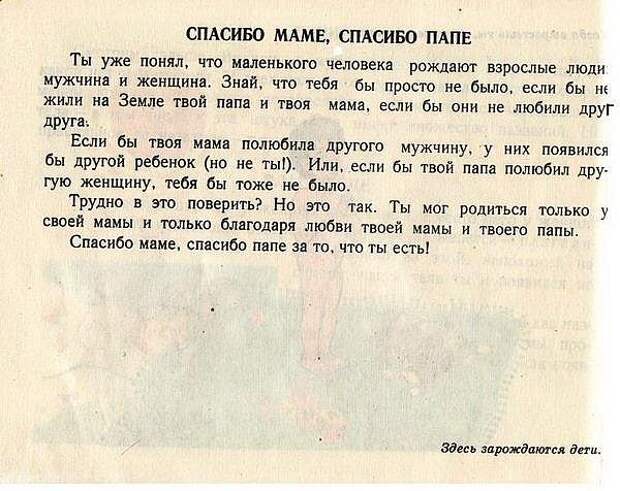 СПАСИБО МАМЕ, СПАСИБО ПАПЕ
Ты уже понял, что маленького человека рождают взрослые люди
мужчина и женщина. Знай, что тебя бы просто не было, если бы не
жили на Земле твой папа и твоя мама, если бы они не любили друг
друга.
Если бы твоя мама полюбила другого мужчину, у них появился
бы другой ребенок (но не ты!). Или, если бы твой папа полюбил дру-
гую женщину, тебя бы тоже не было.
Трудно в это поверить? Но это так. Ты мог родиться только у
своей мамы и только благодаря любви твоей мамы и твоего папы.
Спасибо маме, спасибо папе за то, что ты есть!
Здесь зарождаются дети.